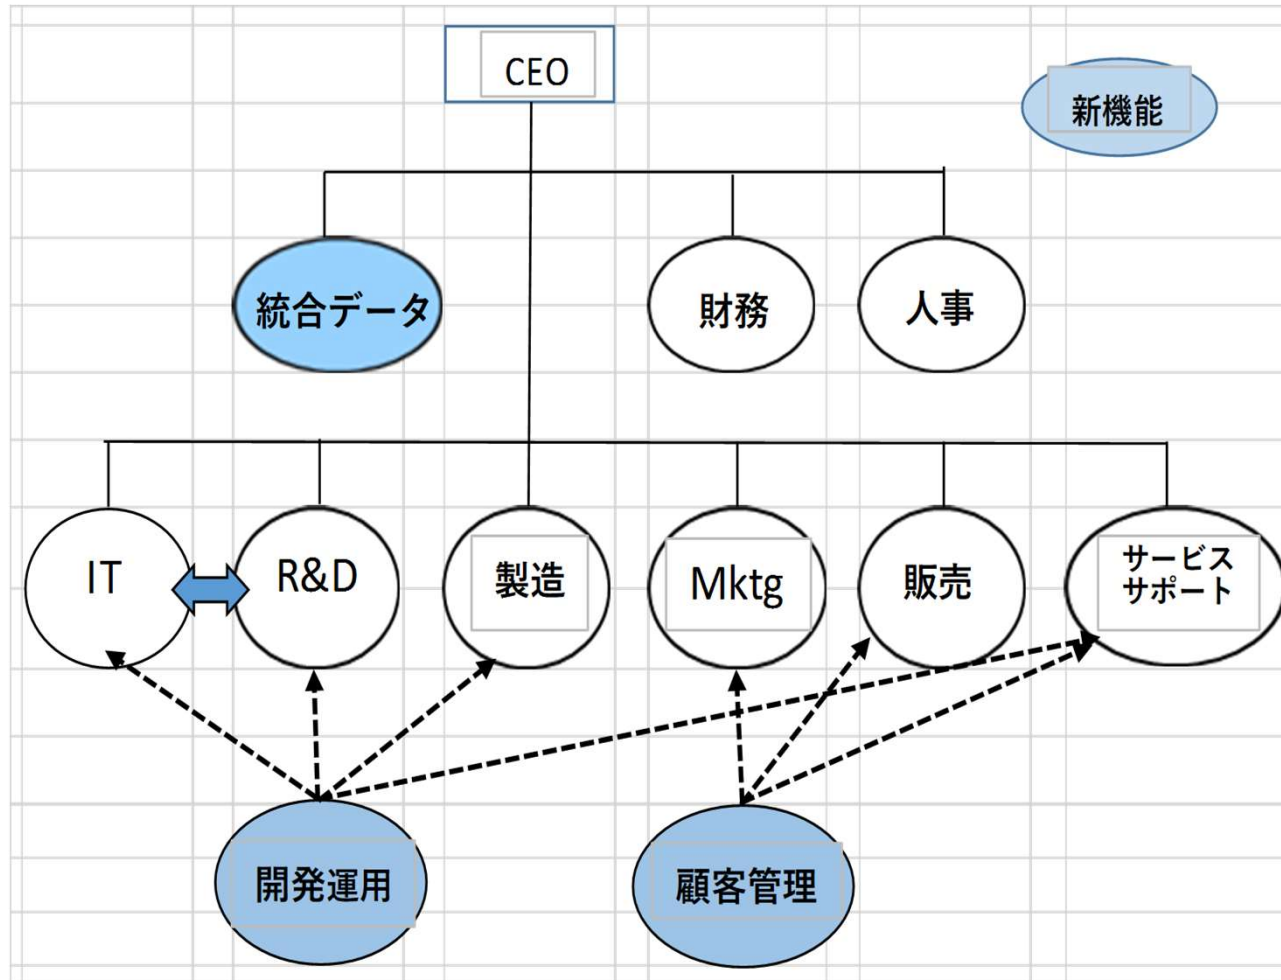 CEO
新機能
統合データ
財務
人事
IT
R&D
製造
Mktg
販売
サービス
サポート
開発運用
顧客管理